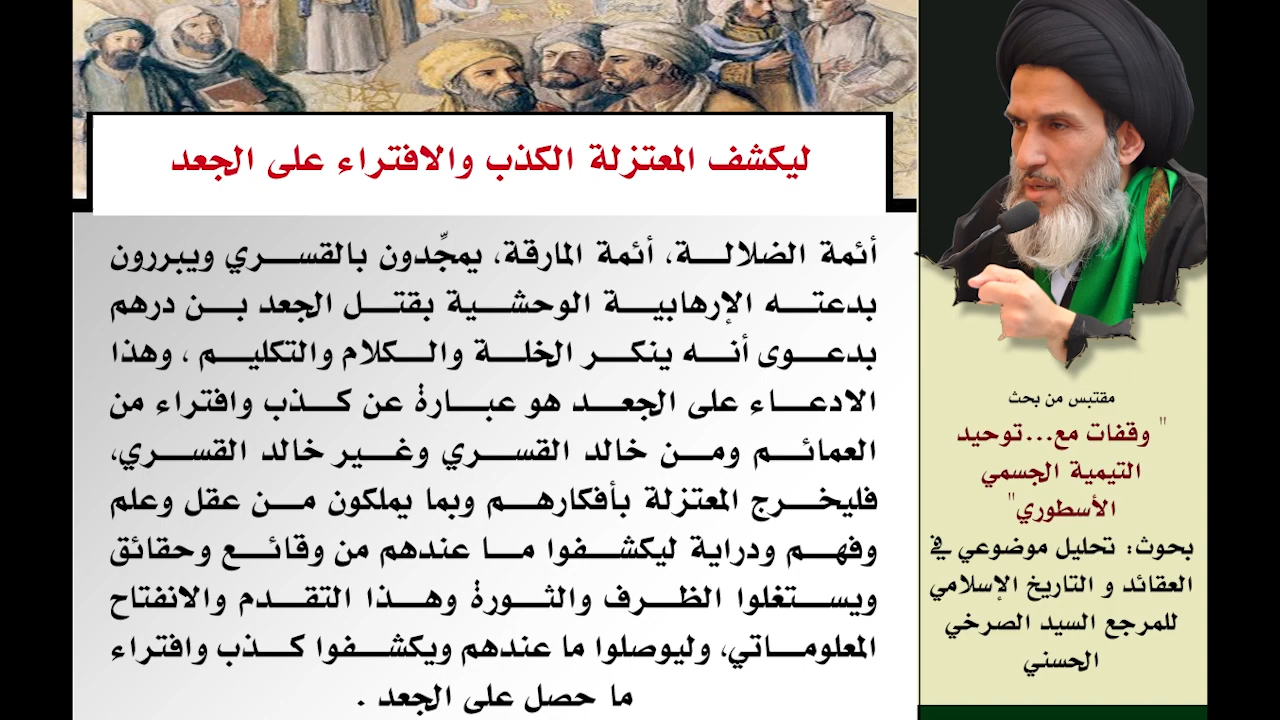 ليكشف المعتزلة الكذب والافتراء على الجعد
أئمة الضلالة، أئمة المارقة، يمجِّدون بالقسري ويبررون
بدعته الإرهابية الوحشية بقتل الجعد بن درهم
بدعوى أنه ينكر الخلة والكلام والتكليم ، وهذا
الادعاء على الجعد هو عبارة عن كذب وافتراء من
العمائم ومن خالد القسري وغير خالد القسري،
فليخرج المعتزلة بأفكارهم وبما يملكون من عقل وعلم
وفهم ودراية ليكشفوا ما عندهم من وقائع وحقائق
ويستغلوا الظرف والثورة وهذا التقدم والانفتاح
المعلوماتي، وليوصلوا ما عندهم ويكشفوا كذب وافتراء
ما حصل على الجعد .
مقتبس من بحث
" وقفات مع...توحيد
التيمية الجسمي
الأسطوري"
بحوث: تحليل موضوعي في
العقائد و التاريخ الإسلامي
للمرجع السيد الصرخي
الحسني